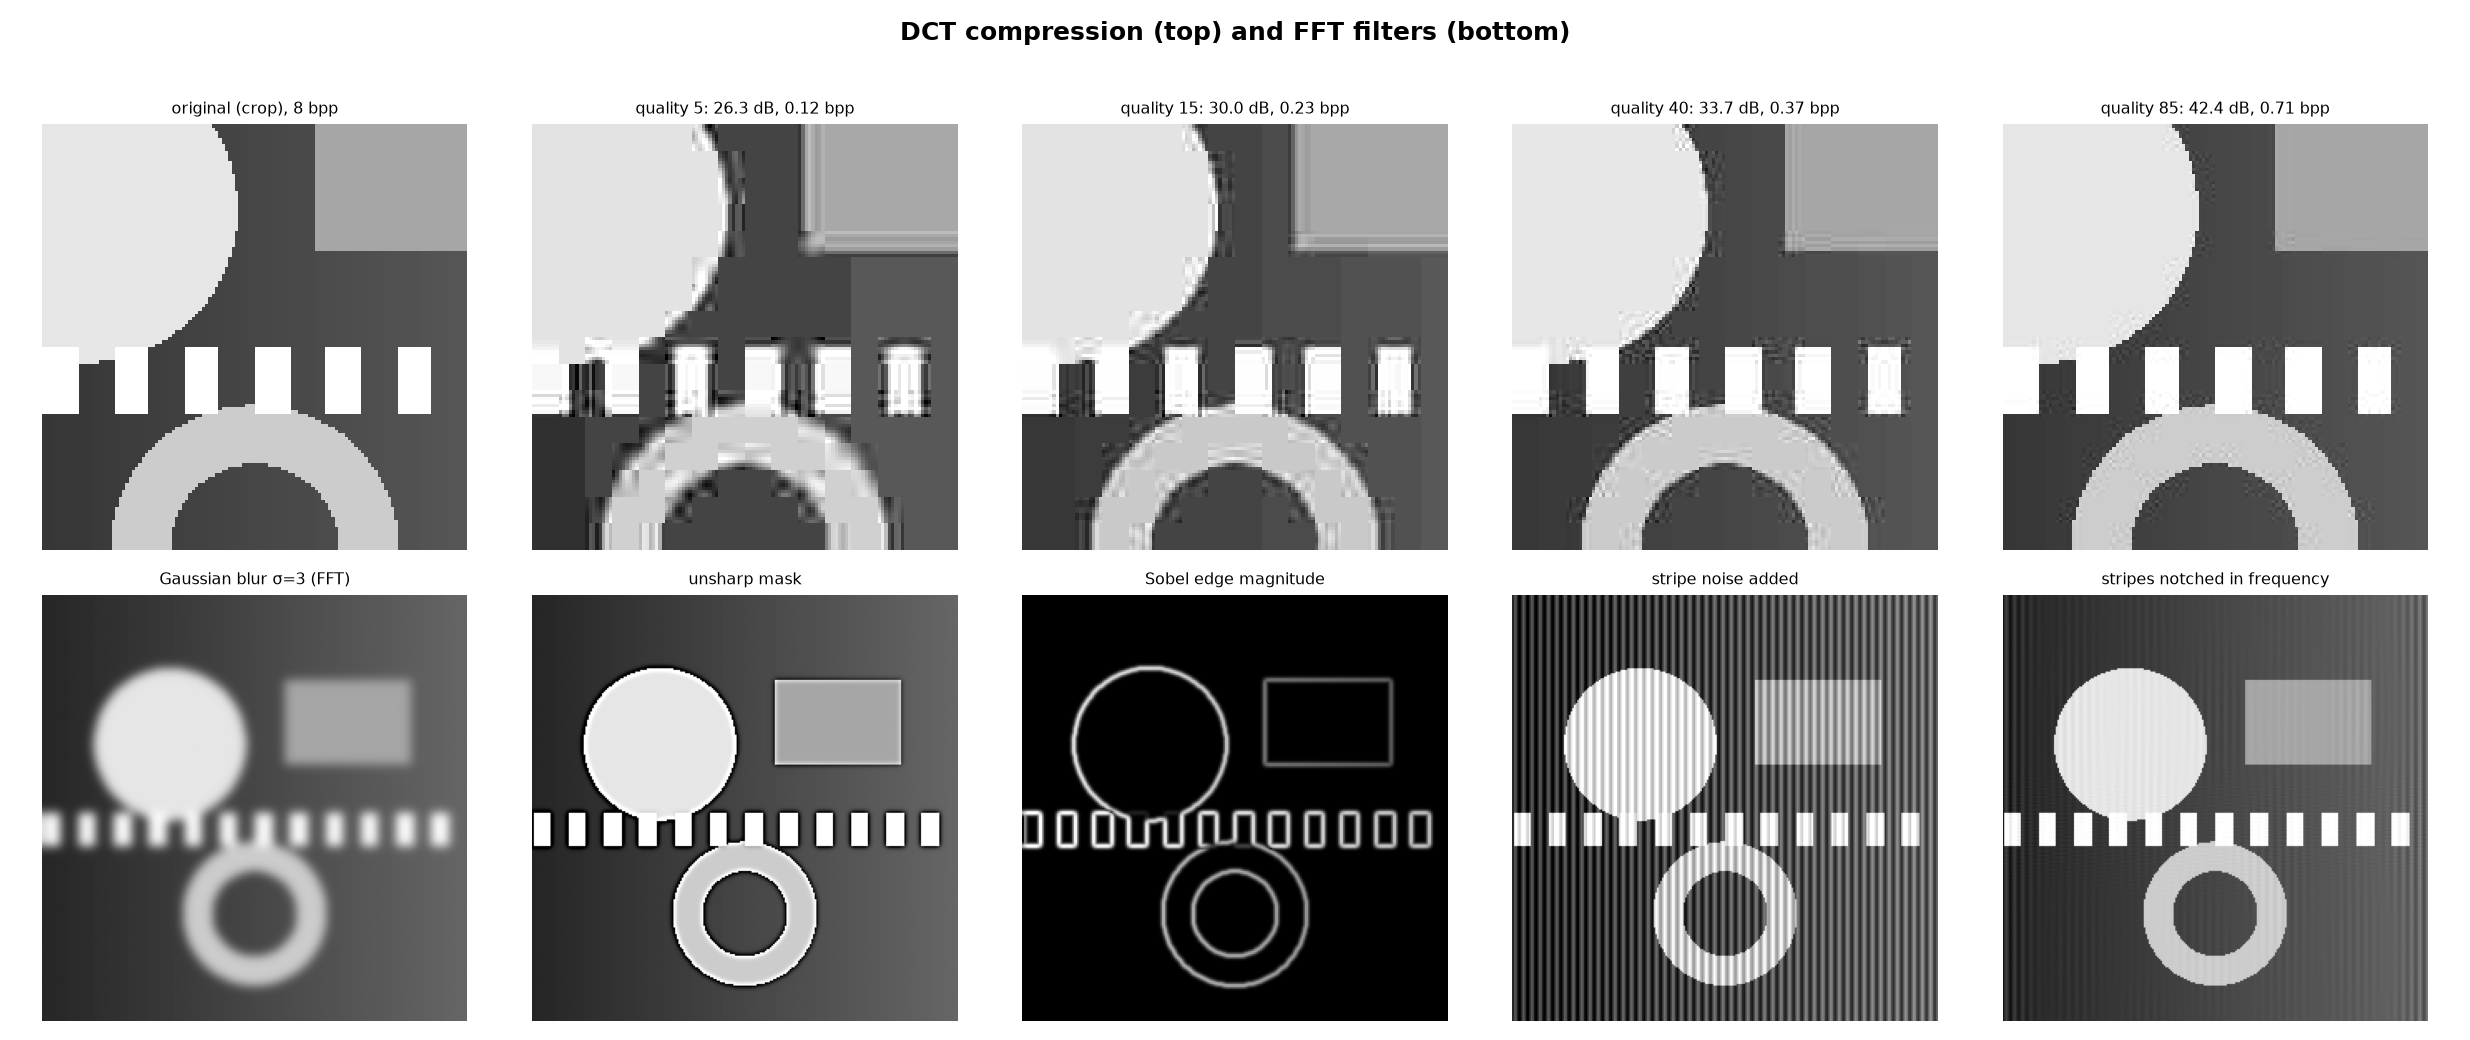 DCT compression (top) and FFT filters (bottom)
original (crop), 8 bpp
quality 5: 26.3 dB, 0.12 bpp
quality 15: 30.0 dB, 0.23 bpp
quality 40: 33.7 dB, 0.37 bpp
quality 85: 42.4 dB, 0.71 bpp
Gaussian blur σ=3 (FFT)
unsharp mask
Sobel edge magnitude
stripe noise added
stripes notched in frequency